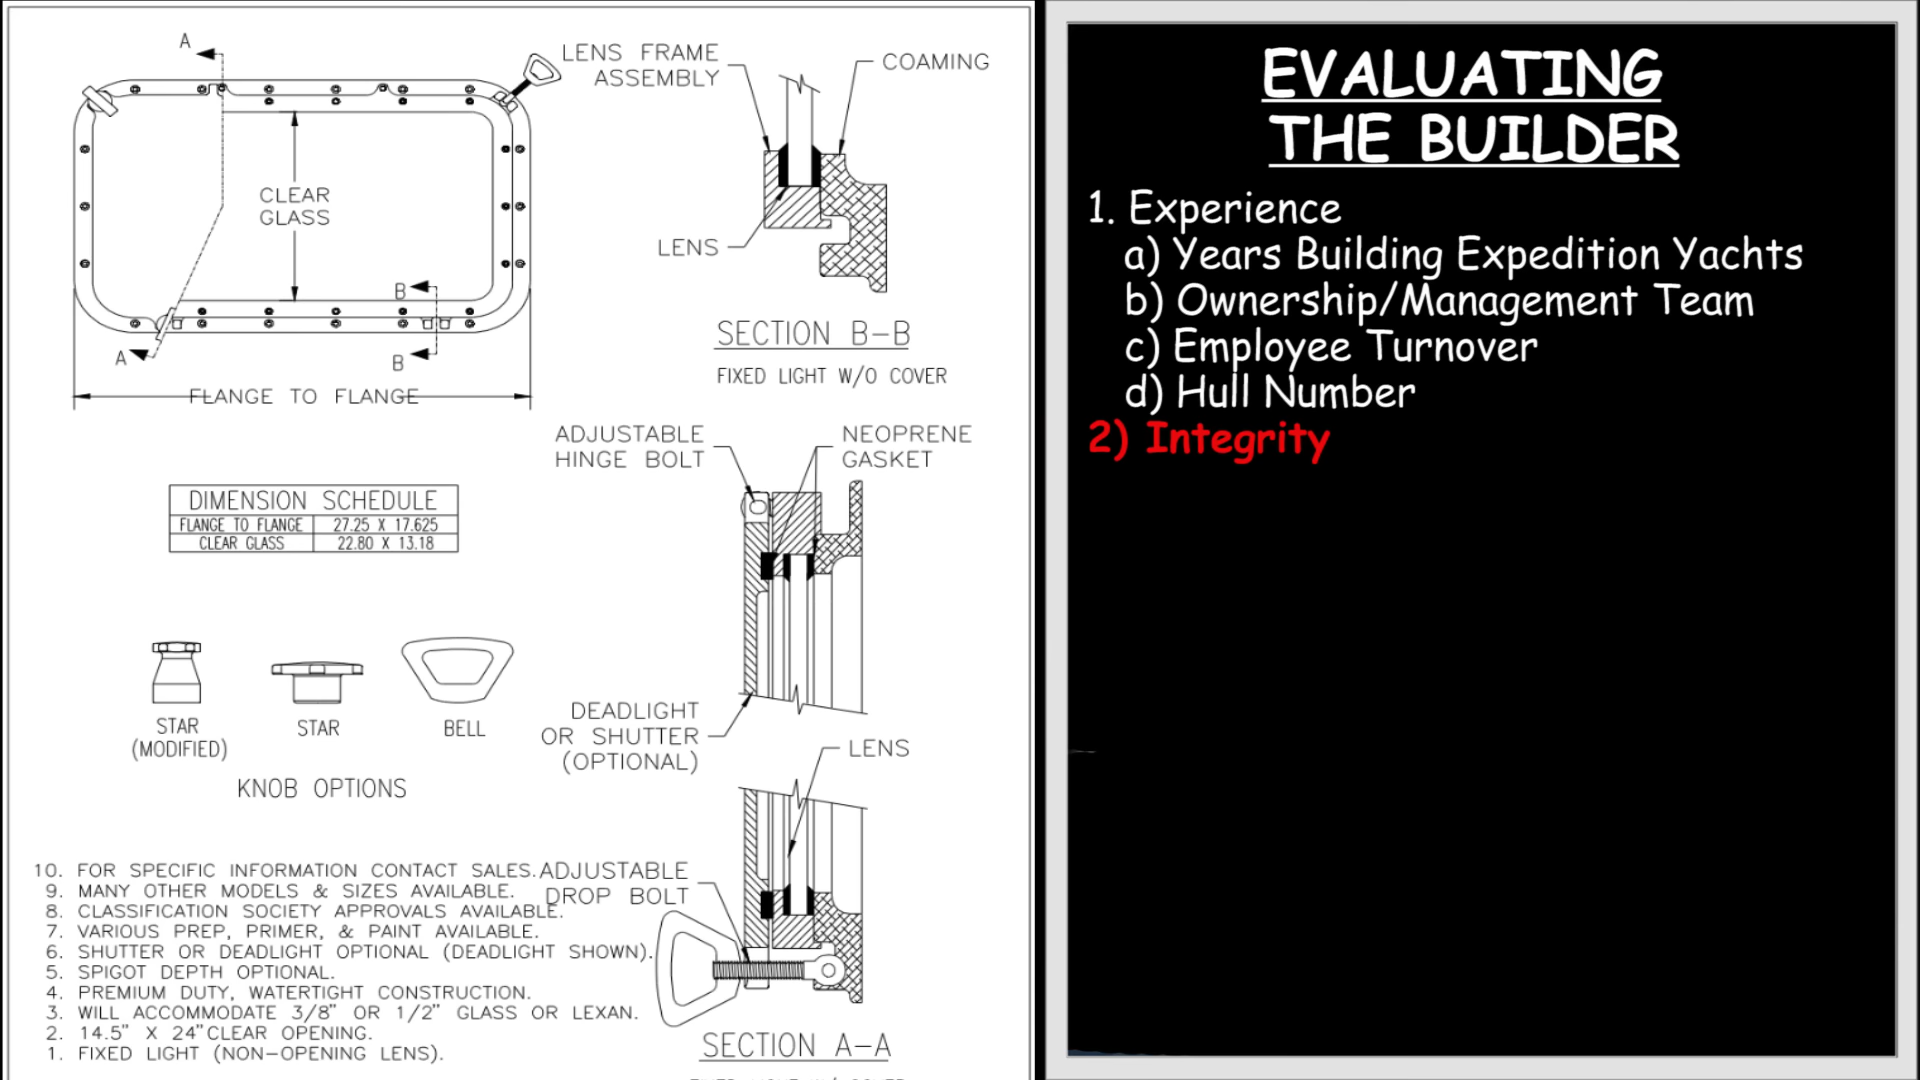 A
LENS FRAME
ASSEMBLY
COAMING
CLEAR
GLASS
LENS
B
A
B
FLANGE TO FLANGE
SECTION B-B
FIXED LIGHT W/O COVER
ADJUSTABLE
HINGE BOLT
NEOPRENE
GASKET
DIMENSION SCHEDULE
FLANGE TO FLANGE 27.25 X 17.625
CLEAR GLASS 22.80 X 13.18
STAR
(MODIFIED)
STAR
BELL
KNOB OPTIONS
DEADLIGHT
OR SHUTTER
(OPTIONAL)
LENS
ADJUSTABLE
DROP BOLT
10. FOR SPECIFIC INFORMATION CONTACT SALES.
9. MANY OTHER MODELS & SIZES AVAILABLE.
8. CLASSIFICATION SOCIETY APPROVALS AVAILABLE.
7. VARIOUS PREP, PRIMER, & PAINT AVAILABLE.
6. SHUTTER OR DEADLIGHT OPTIONAL (DEADLIGHT SHOWN).
5. SPIGOT DEPTH OPTIONAL.
4. PREMIUM DUTY, WATERTIGHT CONSTRUCTION.
3. WILL ACCOMMODATE 3/8" OR 1/2" GLASS OR LEXAN.
2. 14.5" X 24" CLEAR OPENING.
1. FIXED LIGHT (NON-OPENING LENS).
SECTION A-A
EVALUATING
THE BUILDER
1. Experience
a) Years Building Expedition Yachts
b) Ownership/Management Team
c) Employee Turnover
d) Hull Number
2) Integrity